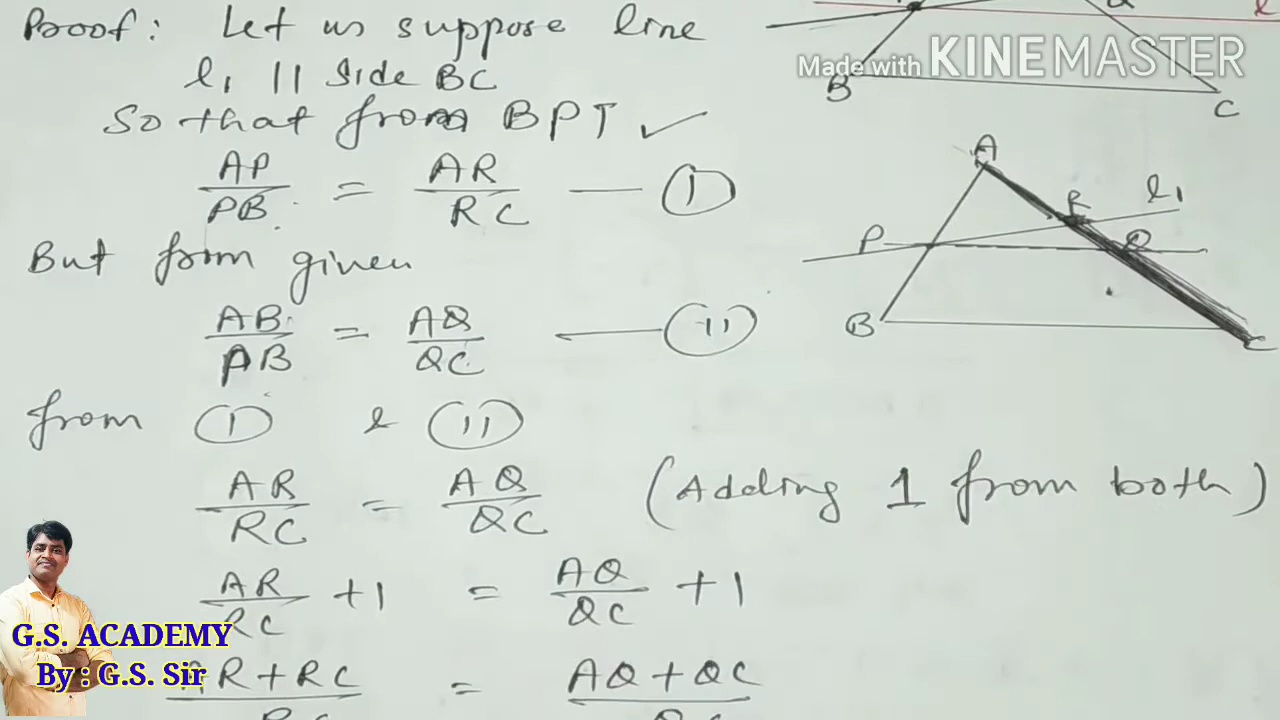 Proof: Let us suppose line
l₁ || Side BC
So that from BPT ✓
AP/PB = AR/RC — (I)
But from given
AB/AB = AQ/QC — (II)
from (I) & (II)
AR/RC = AQ/QC (Adding 1 from both)
AR/RC + 1 = AQ/QC + 1
AR+RC = AQ+QC
Made with KINEMASTER
B
C
l
A
R
l₁
P
Q
B
C
G.S. ACADEMY
By : G.S. Sir